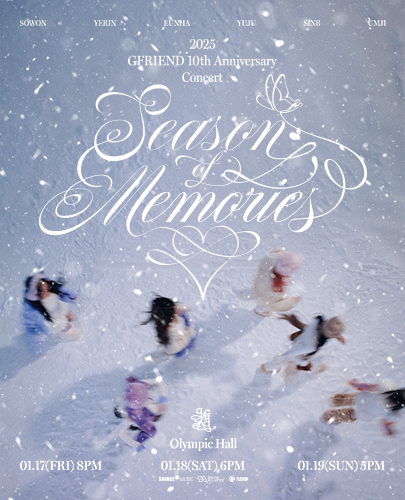 SOWON YERIN EUNHA YUJU SINB UMJI
2025
GFRIEND 10th Anniversary
Concert
Season
of
Memories
Olympic Hall
01.17(FRI) 8PM 01.18(SAT) 6PM 01.19(SUN) 5PM